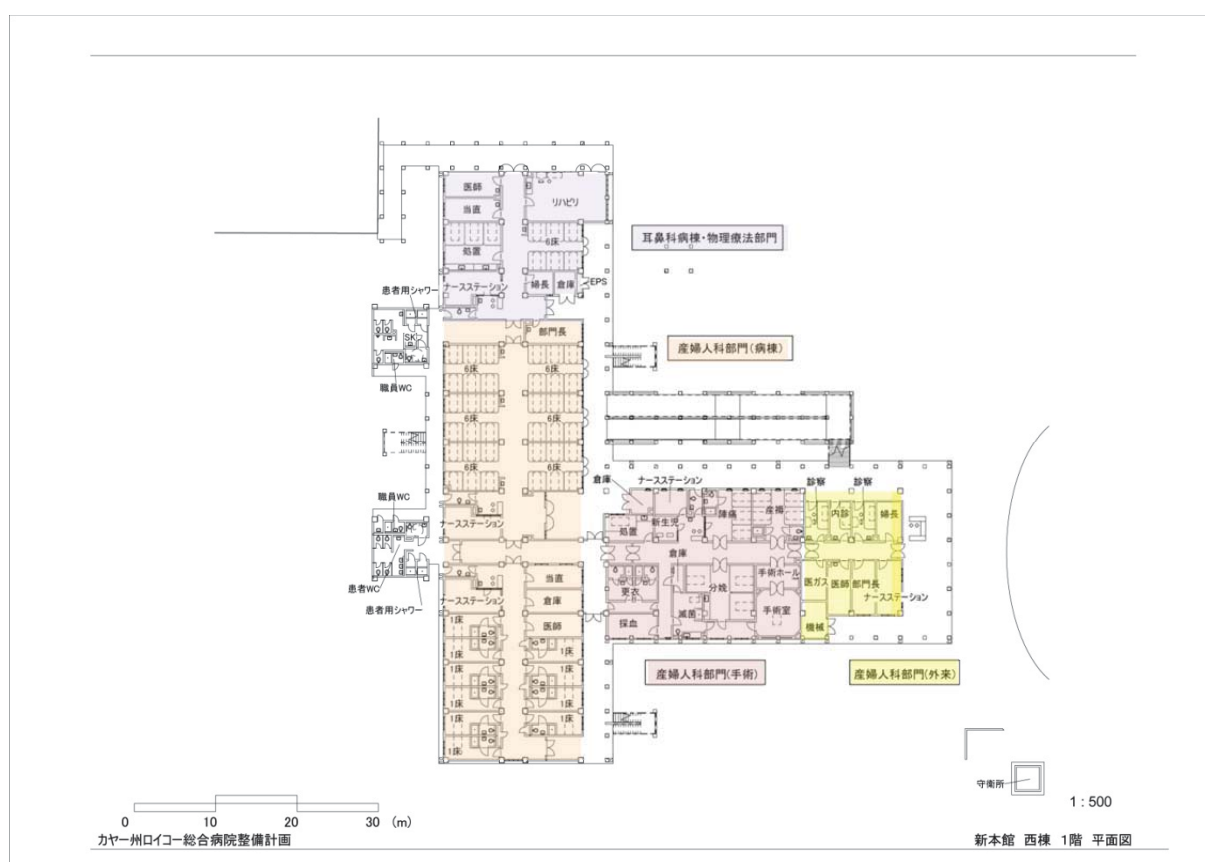 医師
リハビリ
当直
耳鼻科病棟・物理療法部門
処置
6床
ナースステーション
婦長
倉庫
EPS
患者用シャワー
SK
職員WC
部門長
産婦人科部門(病棟)
6床
6床
6床
6床
6床
6床
職員WC
ナースステーション
患者WC
患者用シャワー
ナースステーション
当直
倉庫
医師
1床
1床
1床
1床
1床
1床
1床
1床
1床
1床
倉庫
ナースステーション
診察
診察
新生児
陣痛
産褥
内診
婦長
処置
倉庫
手術ホール
更衣
分娩
医ガス
医師
部門長
ナースステーション
滅菌
手術室
採血
機械
産婦人科部門(手術)
産婦人科部門(外来)
守衛所
1：500
0
10
20
30
(m)
カヤー州ロイコー総合病院整備計画
新本館 西棟 1階 平面図